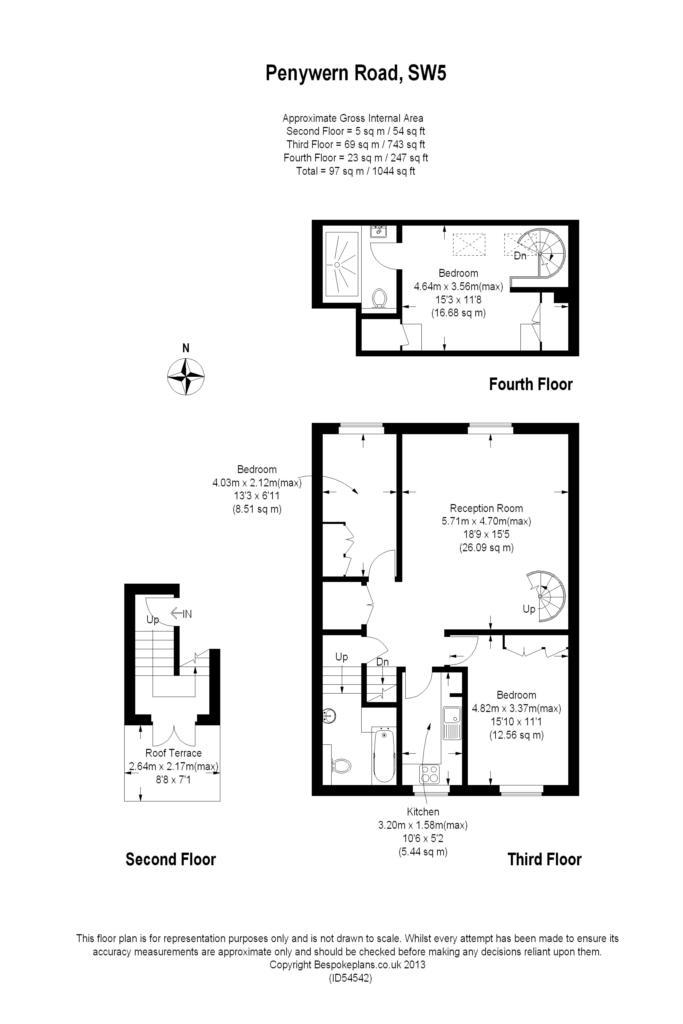 Penywern Road, SW5
Approximate Gross Internal Area
Second Floor = 5 sq m / 54 sq ft
Third Floor = 69 sq m / 743 sq ft
Fourth Floor = 23 sq m / 247 sq ft
Total = 97 sq m / 1044 sq ft
Dn
Bedroom
4.64m x 3.56m(max)
15'3 x 11'8
(16.68 sq m)
N
Fourth Floor
Bedroom
4.03m x 2.12m(max)
13'3 x 6'11
(8.51 sq m)
Reception Room
5.71m x 4.70m(max)
18'9 x 15'5
(26.09 sq m)
Up
IN
Up
Up
Dn
Bedroom
4.82m x 3.37m(max)
15'10 x 11'1
(12.56 sq m)
Roof Terrace
2.64m x 2.17m(max)
8'8 x 7'1
Kitchen
3.20m x 1.58m(max)
10'6 x 5'2
(5.44 sq m)
Second Floor
Third Floor
This floor plan is for representation purposes only and is not drawn to scale. Whilst every attempt has been made to ensure its
accuracy measurements are approximate only and should be checked before making any decisions reliant upon them.
Copyright Bespokeplans.co.uk 2013
(ID54542)